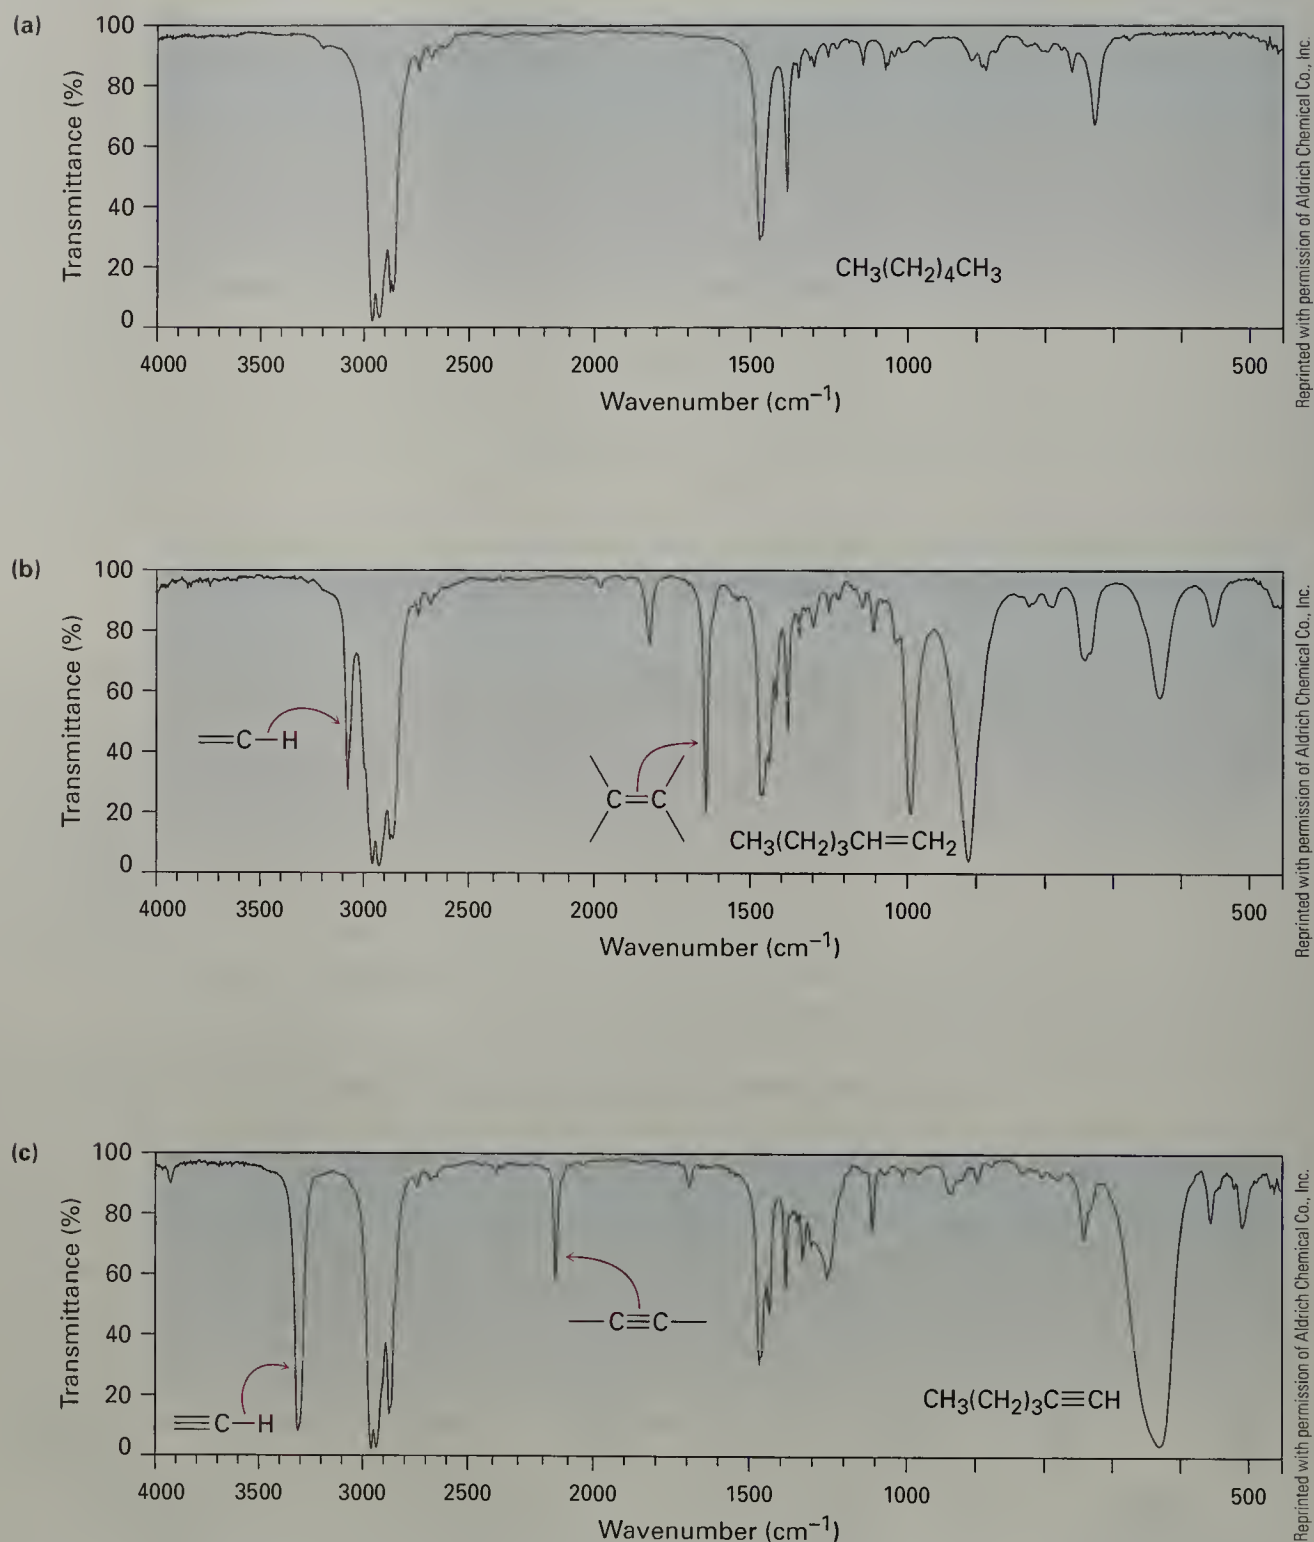 (a)
Transmittance (%)
100
80
60
40
20
0
CH3(CH2)4CH3
4000 3500 3000 2500 2000 1500 1000 500
Wavenumber (cm−1)
Reprinted with permission of Aldrich Chemical Co., Inc.
(b)
Transmittance (%)
100
80
60
40
20
0
═C—H
C═C
CH3(CH2)3CH═CH2
4000 3500 3000 2500 2000 1500 1000 500
Wavenumber (cm−1)
Reprinted with permission of Aldrich Chemical Co., Inc.
(c)
Transmittance (%)
100
80
60
40
20
0
—C≡C—
≡C—H
CH3(CH2)3C≡CH
4000 3500 3000 2500 2000 1500 1000 500
Wavenumber (cm−1)
Reprinted with permission of Aldrich Chemical Co., Inc.